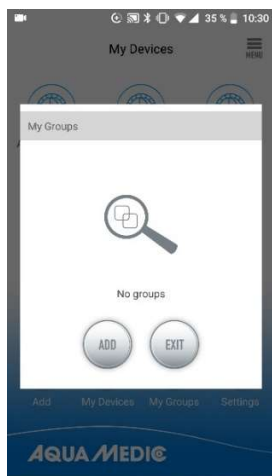 35 % 10:30
My Devices
MENU
My Groups
No groups
ADD EXIT
Add My Devices My Groups Settings
AQUA MEDIC